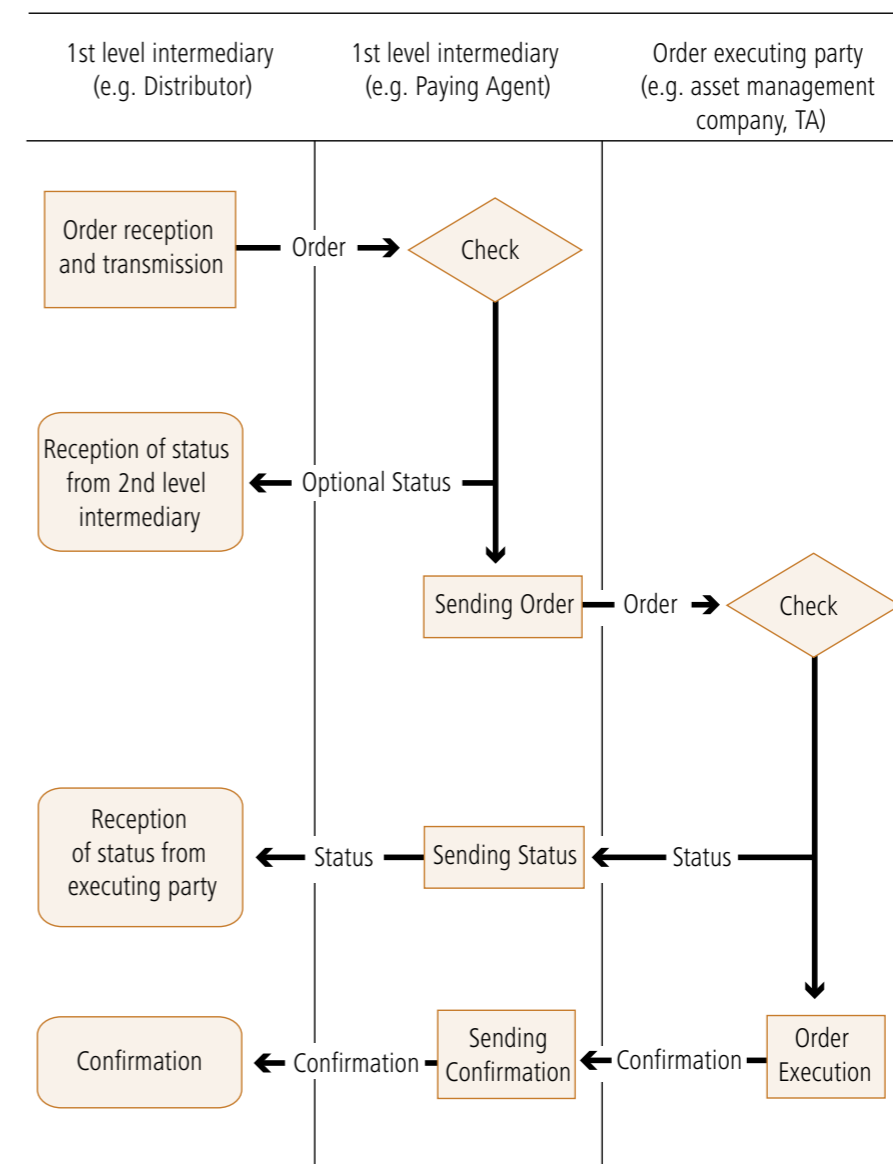 1st level intermediary
(e.g. Distributor)
1st level intermediary
(e.g. Paying Agent)
Order executing party
(e.g. asset management
company, TA)
Order reception
and transmission
Order
Check
Reception of status
from 2nd level
intermediary
Optional Status
Sending Order
Order
Check
Reception
of status from
executing party
Status
Sending Status
Status
Confirmation
Confirmation
Sending
Confirmation
Confirmation
Order
Execution